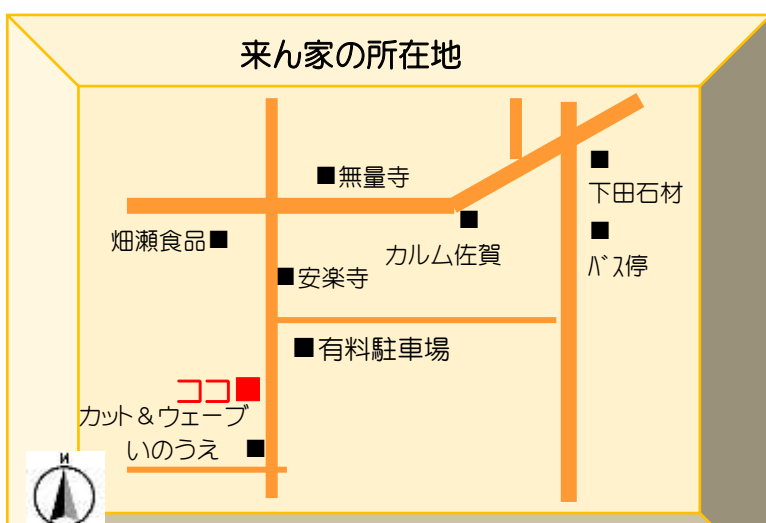 来ん家の所在地
■無量寺
■
下田石材
畑瀬食品■
■
カルム佐賀
■
バス停
■安楽寺
■有料駐車場
ココ■
カット&ウェーブ
いのうえ ■
N